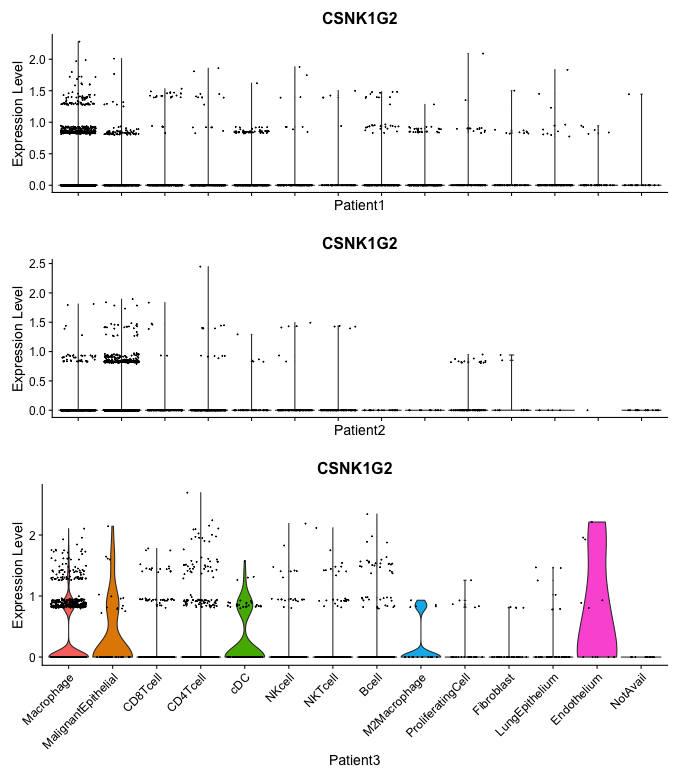 CSNK1G2
Expression Level
2.0
1.5
1.0
0.5
0.0
Patient1
CSNK1G2
Expression Level
2.5
2.0
1.5
1.0
0.5
0.0
Patient2
CSNK1G2
Expression Level
2
1
0
Macrophage
MalignantEpithelial
CD8Tcell
CD4Tcell
cDC
NKcell
NKTcell
Bcell
M2Macrophage
ProliferatingCell
Fibroblast
LungEpithelium
Endothelium
NotAvail
Patient3